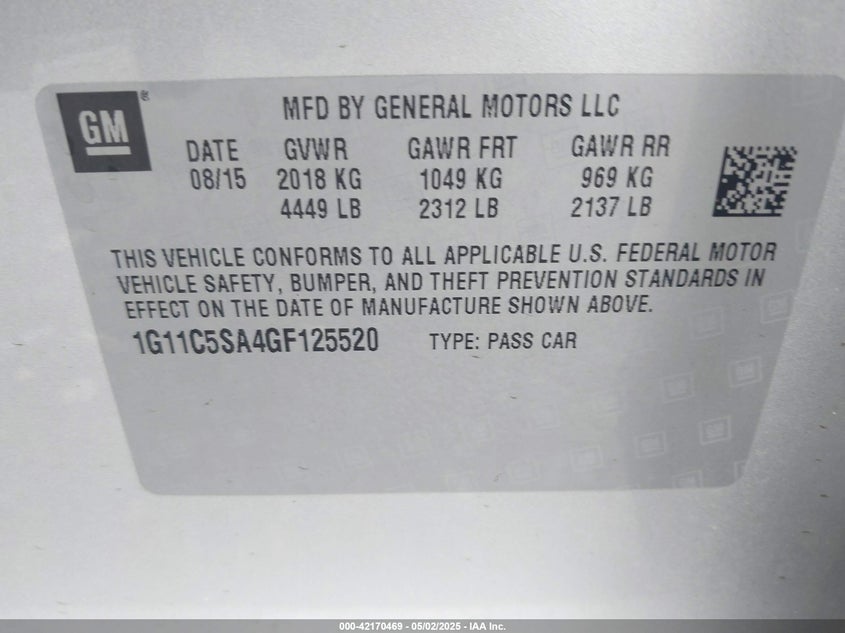 GM
®
MFD BY GENERAL MOTORS LLC
DATE GVWR GAWR FRT GAWR RR
08/15 2018 KG 1049 KG 969 KG
4449 LB 2312 LB 2137 LB
THIS VEHICLE CONFORMS TO ALL APPLICABLE U.S. FEDERAL MOTOR
VEHICLE SAFETY, BUMPER, AND THEFT PREVENTION STANDARDS IN
EFFECT ON THE DATE OF MANUFACTURE SHOWN ABOVE.
1G11C5SA4GF125520 TYPE: PASS CAR
000-42170469 - 05/02/2025 - IAA Inc.